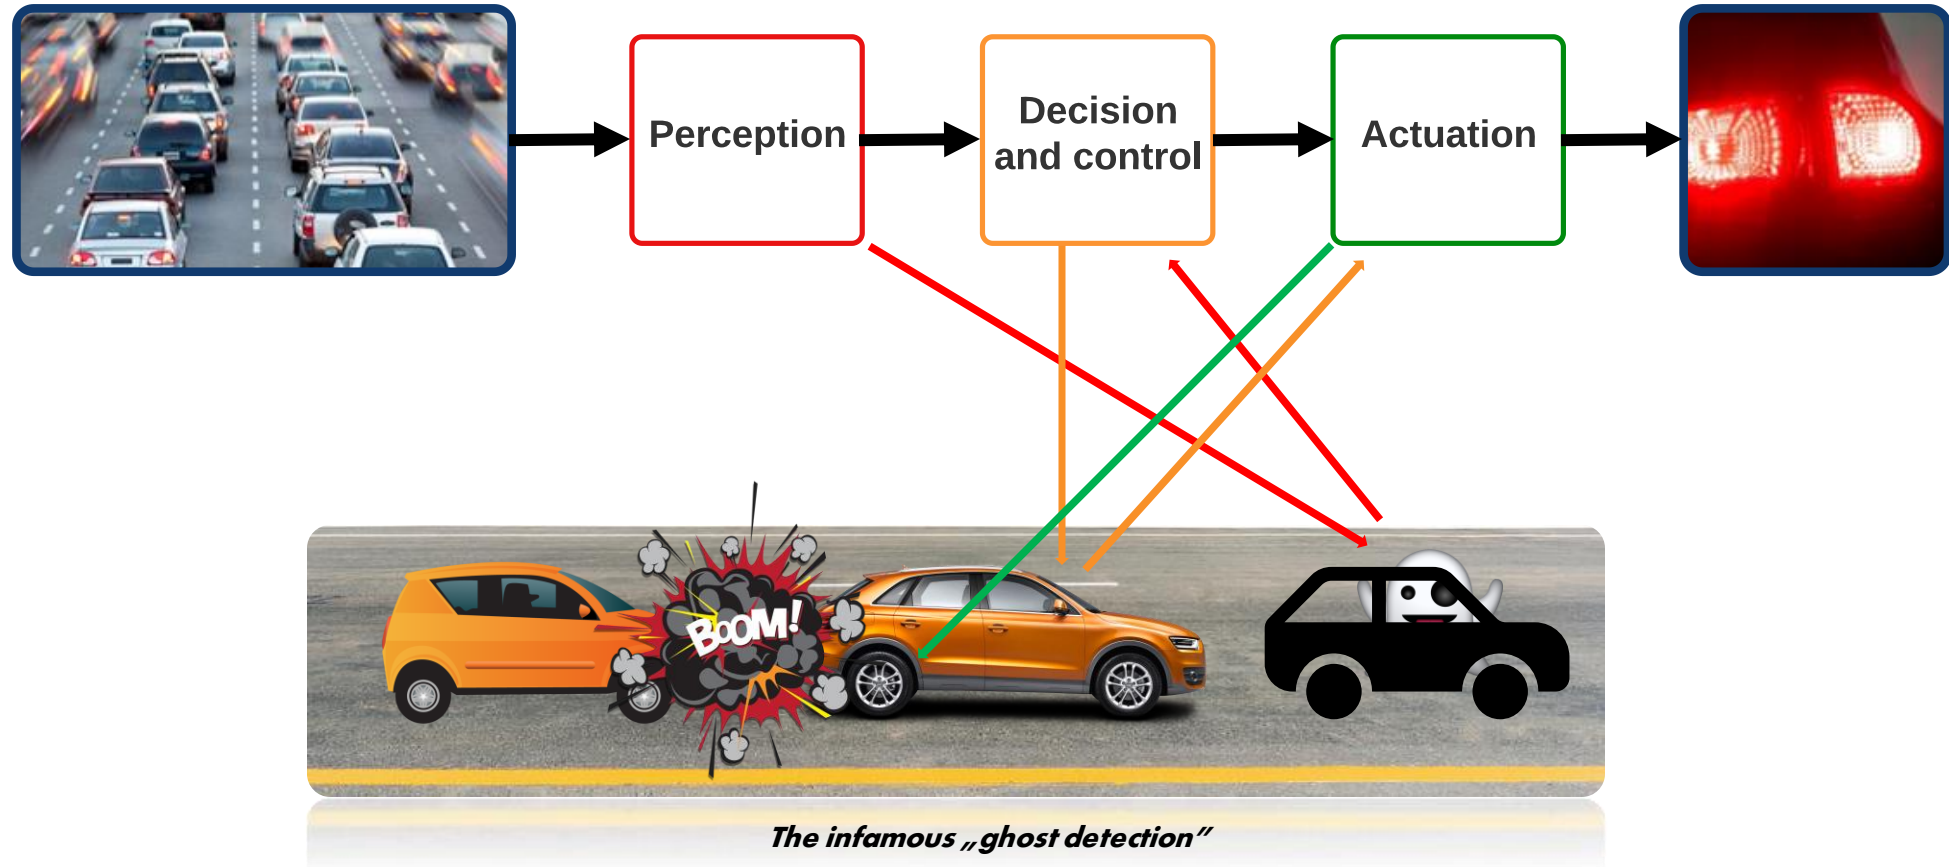 Perception
Decision
and control
Actuation
BOOM!
The infamous „ghost detection”